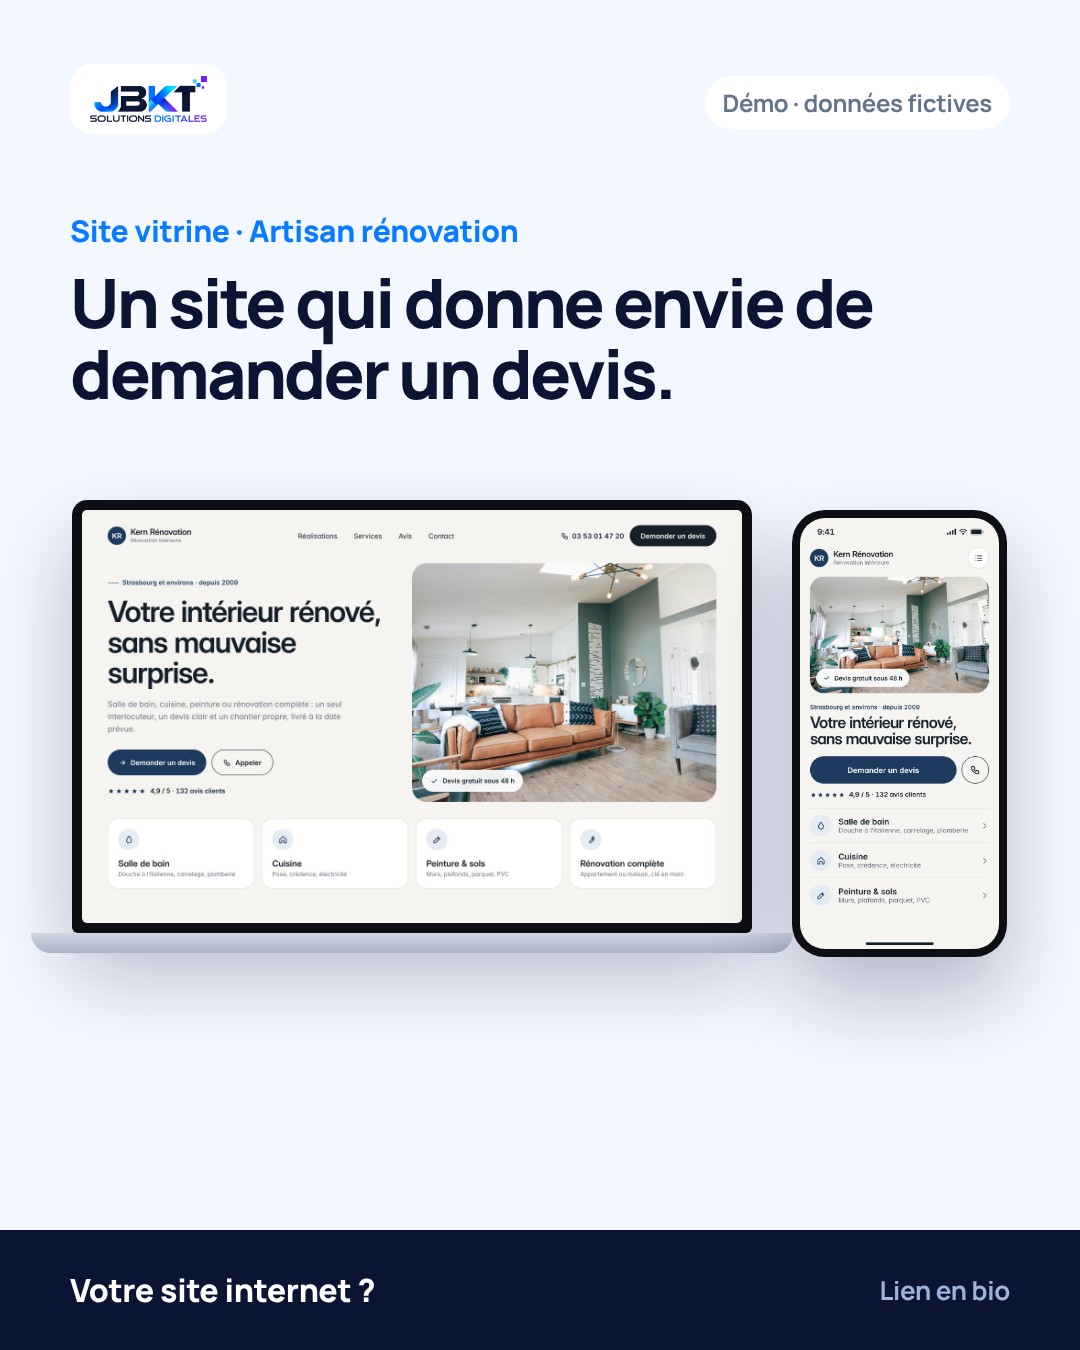 JBKT
SOLUTIONS DIGITALES
Démo · données fictives
Site vitrine · Artisan rénovation
Un site qui donne envie de
demander un devis.
KR
Kern Rénovation
Rénovation intérieure
Réalisations Services Avis Contact
03 53 01 47 20
Demander un devis
Strasbourg et environs · depuis 2009
Votre intérieur rénové,
sans mauvaise
surprise.
Salle de bain, cuisine, peinture ou rénovation complète : un seul
interlocuteur, un devis clair et un chantier propre, livré à la date
prévue.
→ Demander un devis
Appeler
★★★★★ 4,9 / 5 · 132 avis clients
✓ Devis gratuit sous 48 h
Salle de bain
Douche à l'italienne, carrelage, plomberie
Cuisine
Pose, crédence, électricité
Peinture & sols
Murs, plafonds, parquet, PVC
Rénovation complète
Appartement ou maison, clé en main
9:41
KR
Kern Rénovation
Rénovation intérieure
✓ Devis gratuit sous 48 h
Strasbourg et environs · depuis 2009
Votre intérieur rénové,
sans mauvaise surprise.
Demander un devis
★★★★★ 4,9 / 5 · 132 avis clients
Salle de bain
Douche à l'italienne, carrelage, plomberie
Cuisine
Pose, crédence, électricité
Peinture & sols
Murs, plafonds, parquet, PVC
Votre site internet ?
Lien en bio